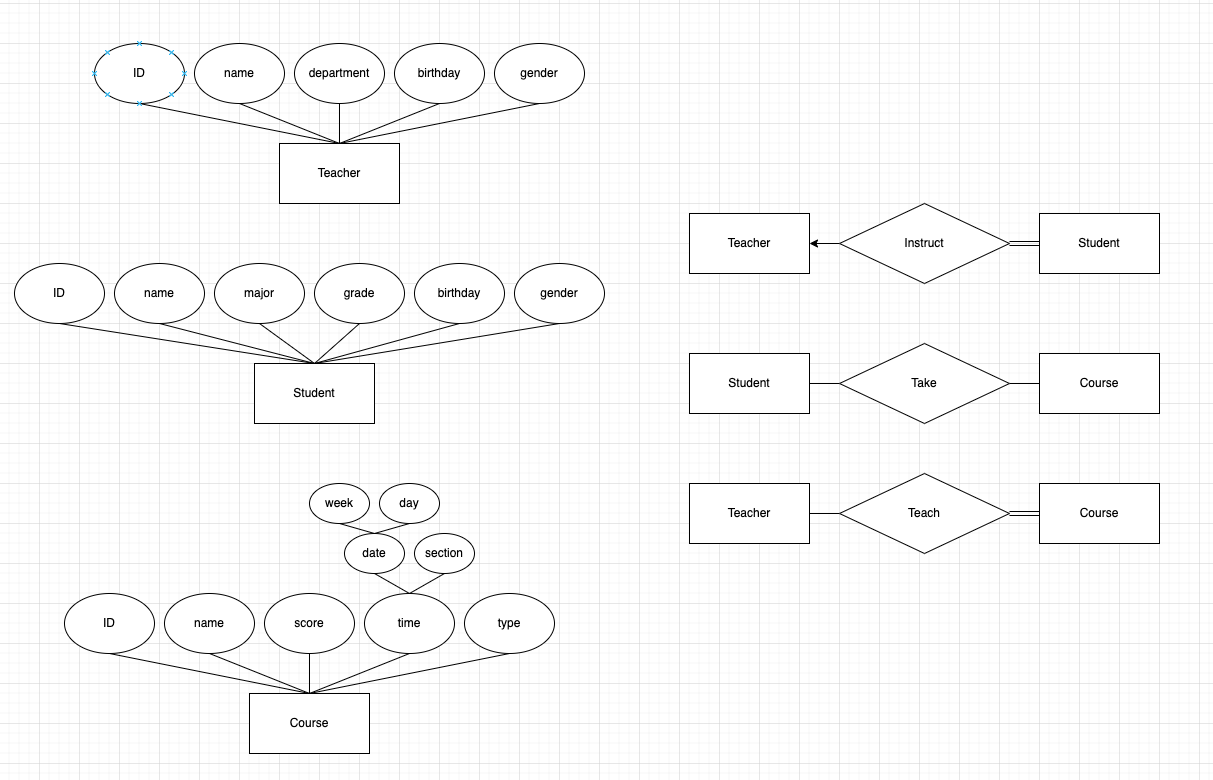 ID
name
department
birthday
gender
Teacher
ID
name
major
grade
birthday
gender
Student
week
day
date
section
ID
name
score
time
type
Course
Teacher
Instruct
Student
Student
Take
Course
Teacher
Teach
Course